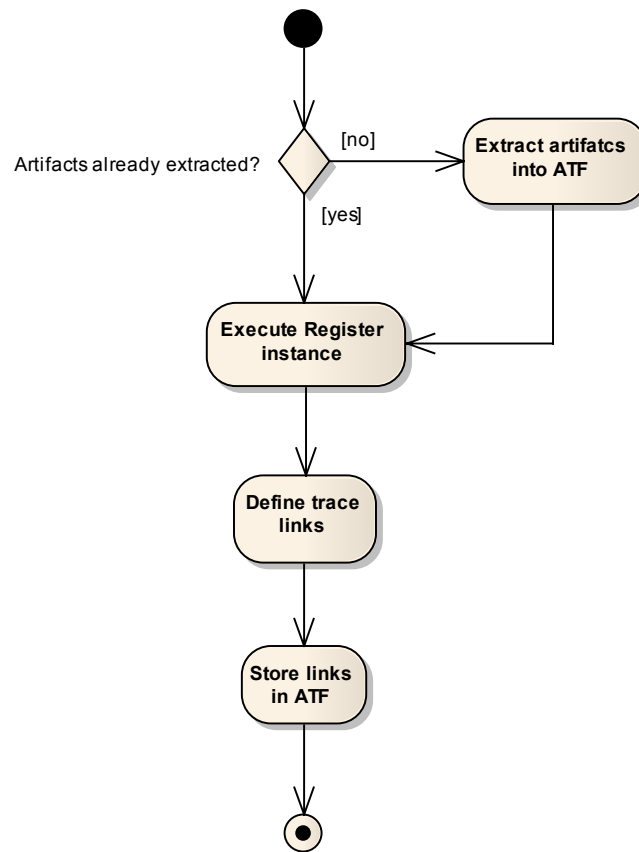 [no]
Extract artifatcs
into ATF
Artifacts already extracted?
[yes]
Execute Register
instance
Define trace
links
Store links
in ATF